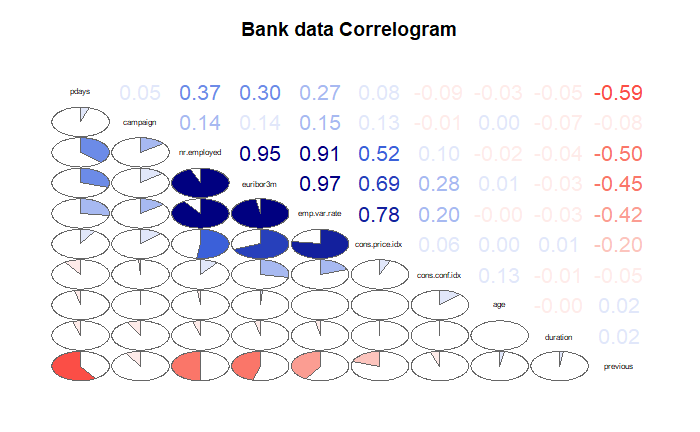 Bank data Correlogram
pdays 0.05 0.37 0.30 0.27 0.08 -0.09 -0.03 -0.05 -0.59
campaign 0.14 0.14 0.15 0.13 -0.01 0.00 -0.07 -0.08
nr.employed 0.95 0.91 0.52 0.10 -0.02 -0.04 -0.50
euribor3m 0.97 0.69 0.28 0.01 -0.03 -0.45
emp.var.rate 0.78 0.20 -0.00 -0.03 -0.42
cons.price.idx 0.06 0.00 0.01 -0.20
cons.conf.idx 0.13 -0.01 -0.05
age -0.00 0.02
duration 0.02
previous